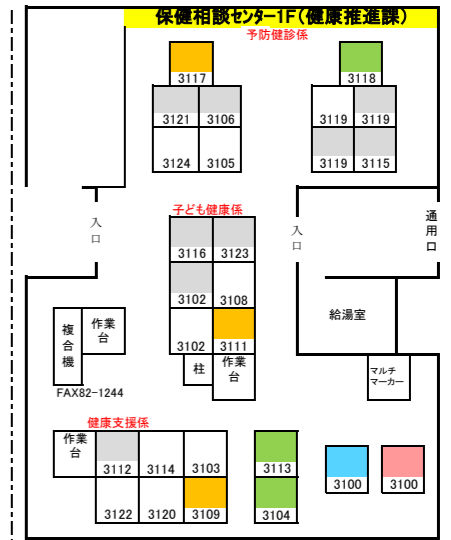 保健相談センター1F(健康推進課)
予防健診係
3117
3118
3121 3106
3119 3119
3124 3105
3119 3115
入口
子ども健康係
入口
通用口
3116 3123
3102 3108
3102 3111
給湯室
複合機
作業台
柱
作業台
マルチマーカー
FAX82-1244
健康支援係
作業台
3112 3114 3103
3113
3122 3120 3109
3104
3100
3100